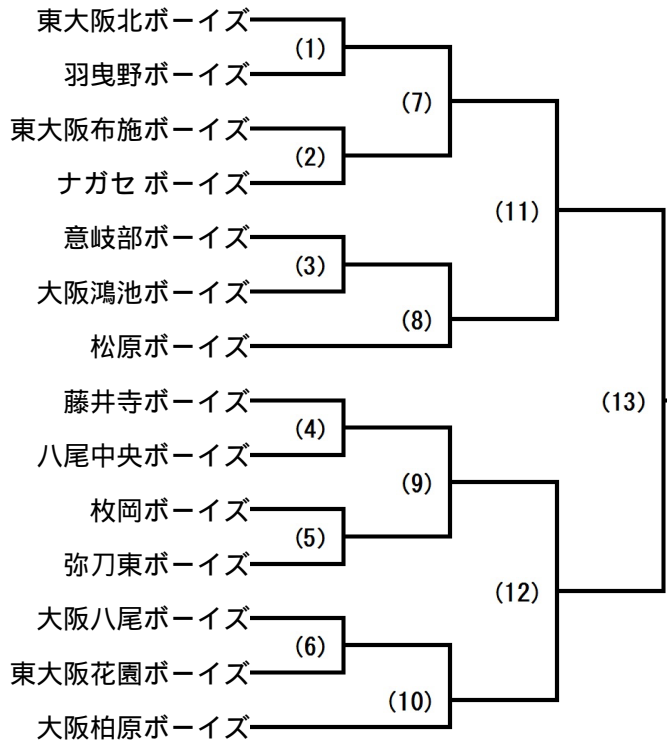 東大阪北ボーイズ
(1)
羽曳野ボーイズ
(7)
東大阪布施ボーイズ
(2)
ナガセ ボーイズ
(11)
意岐部ボーイズ
(3)
大阪鴻池ボーイズ
(8)
松原ボーイズ
(13)
藤井寺ボーイズ
(4)
八尾中央ボーイズ
(9)
枚岡ボーイズ
(5)
弥刀東ボーイズ
(12)
大阪八尾ボーイズ
(6)
東大阪花園ボーイズ
(10)
大阪柏原ボーイズ